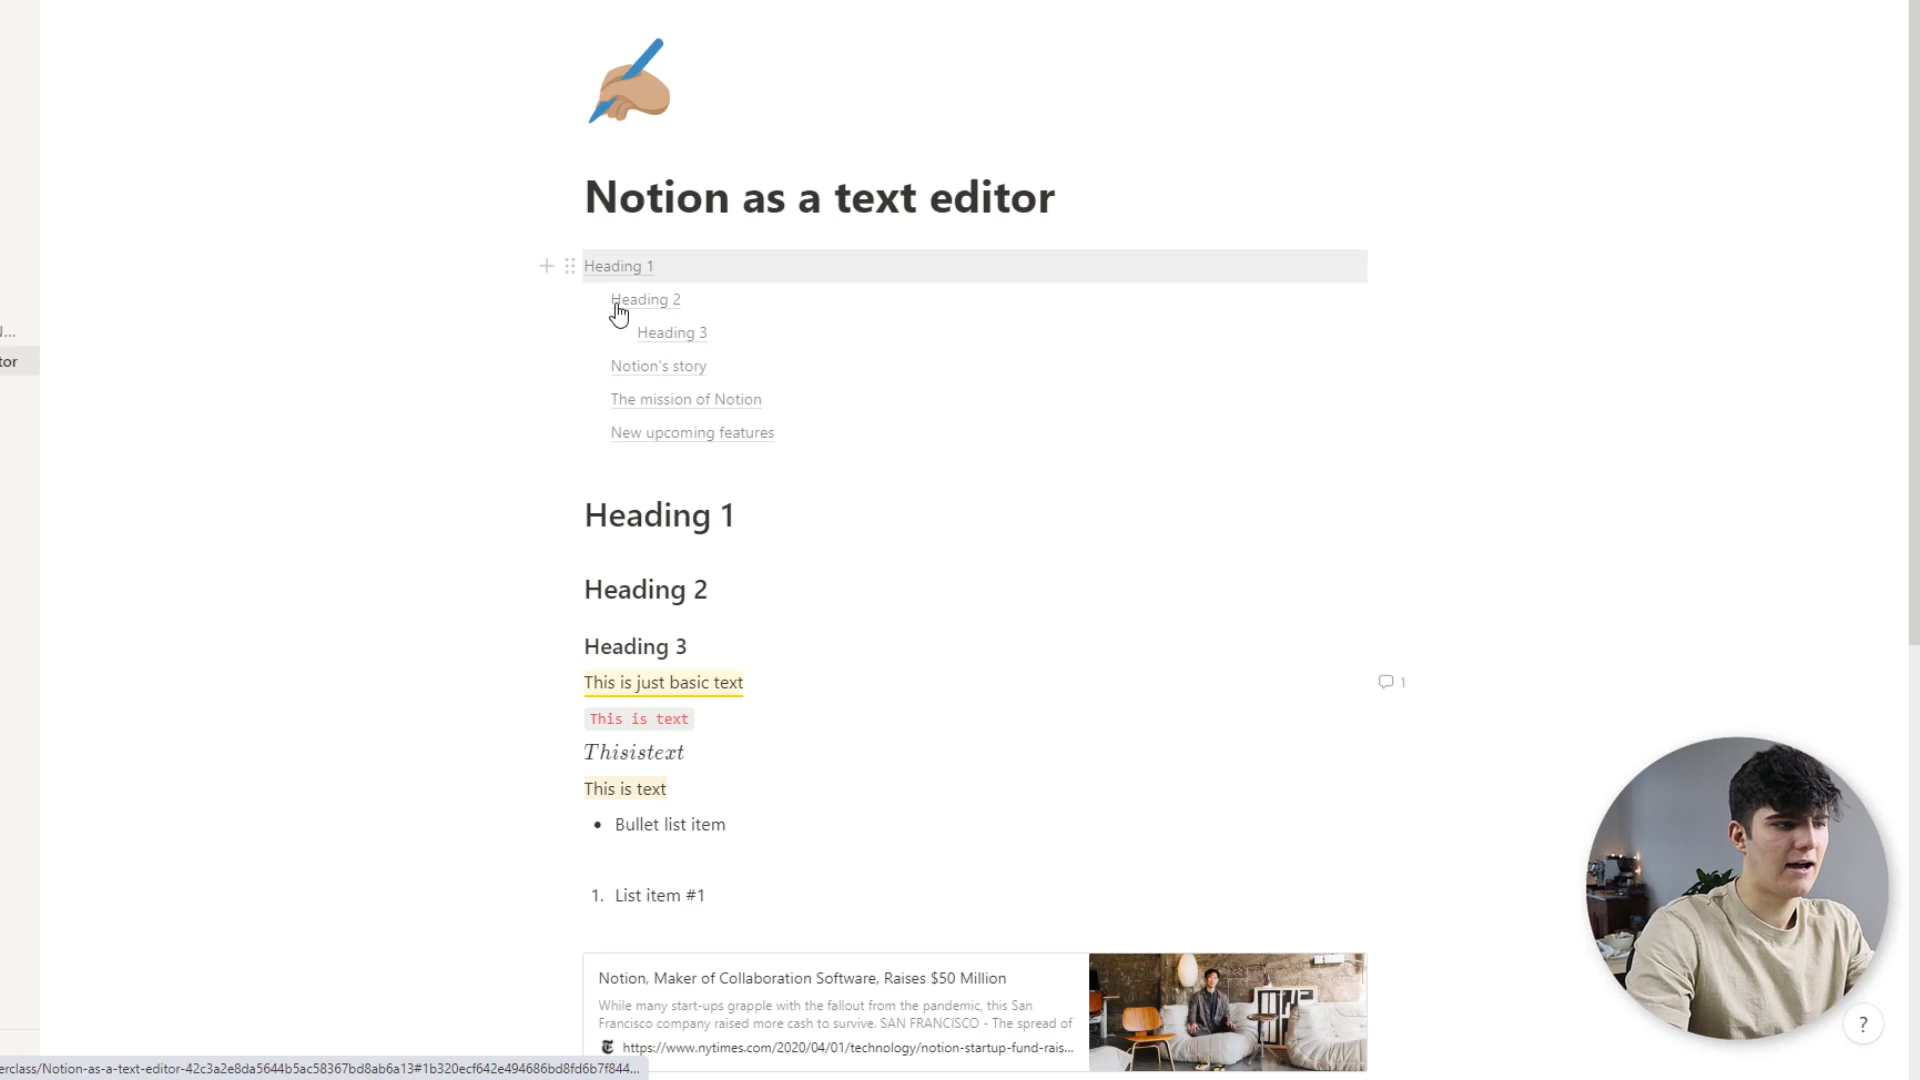 Notion as a text editor
Heading 1
Heading 2
Heading 3
Notion's story
The mission of Notion
New upcoming features
Heading 1
Heading 2
Heading 3
This is just basic text
1
This is text
Thisistext
This is text
• Bullet list item
1. List item #1
Notion, Maker of Collaboration Software, Raises $50 Million
While many start-ups grapple with the fallout from the pandemic, this San
Francisco company raised more cash to survive. SAN FRANCISCO - The spread of
https://www.nytimes.com/2020/04/01/technology/notion-startup-fund-rais...
?
erclass/Notion-as-a-text-editor-42c3a2e8da5644b5ac58367bd8ab6a13#1b320ecf642e494686bd8fd6b7f844...